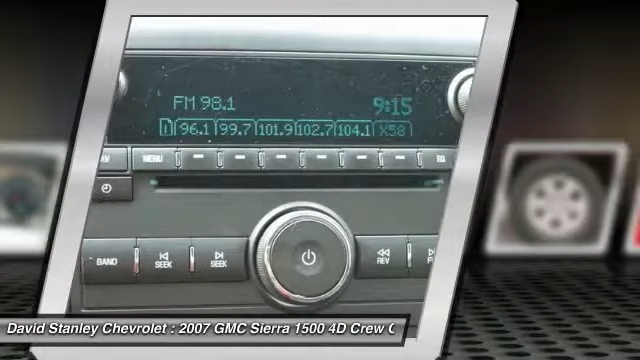 FM 98.1 9:15
96.1 99.7 101.9 102.7 104.1 X58
MENU
BAND SEEK SEEK REV
David Stanley Chevrolet : 2007 GMC Sierra 1500 4D Crew C